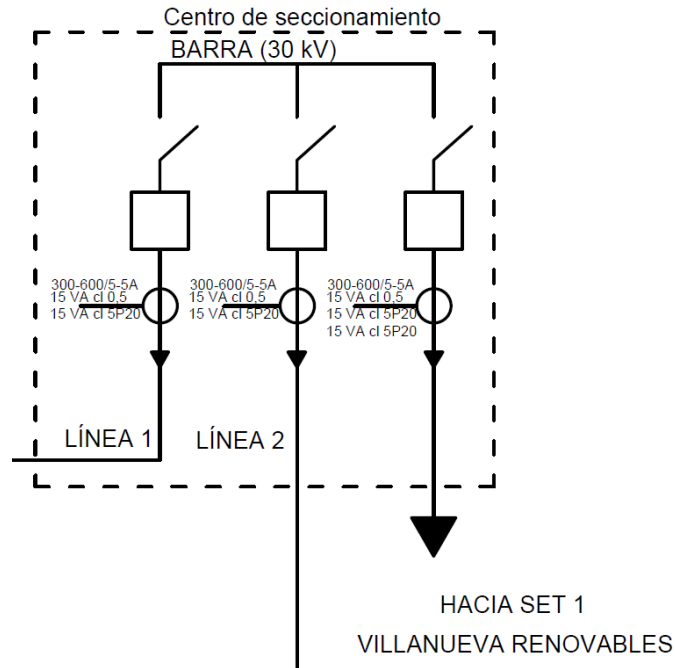 Centro de seccionamiento
BARRA (30 kV)
300-600/5-5A
15 VA cl 0,5
15 VA cl 5P20
300-600/5-5A
15 VA cl 0,5
15 VA cl 5P20
300-600/5-5A
15 VA cl 0,5
15 VA cl 5P20
15 VA cl 5P20
LÍNEA 1
LÍNEA 2
HACIA SET 1
VILLANUEVA RENOVABLES